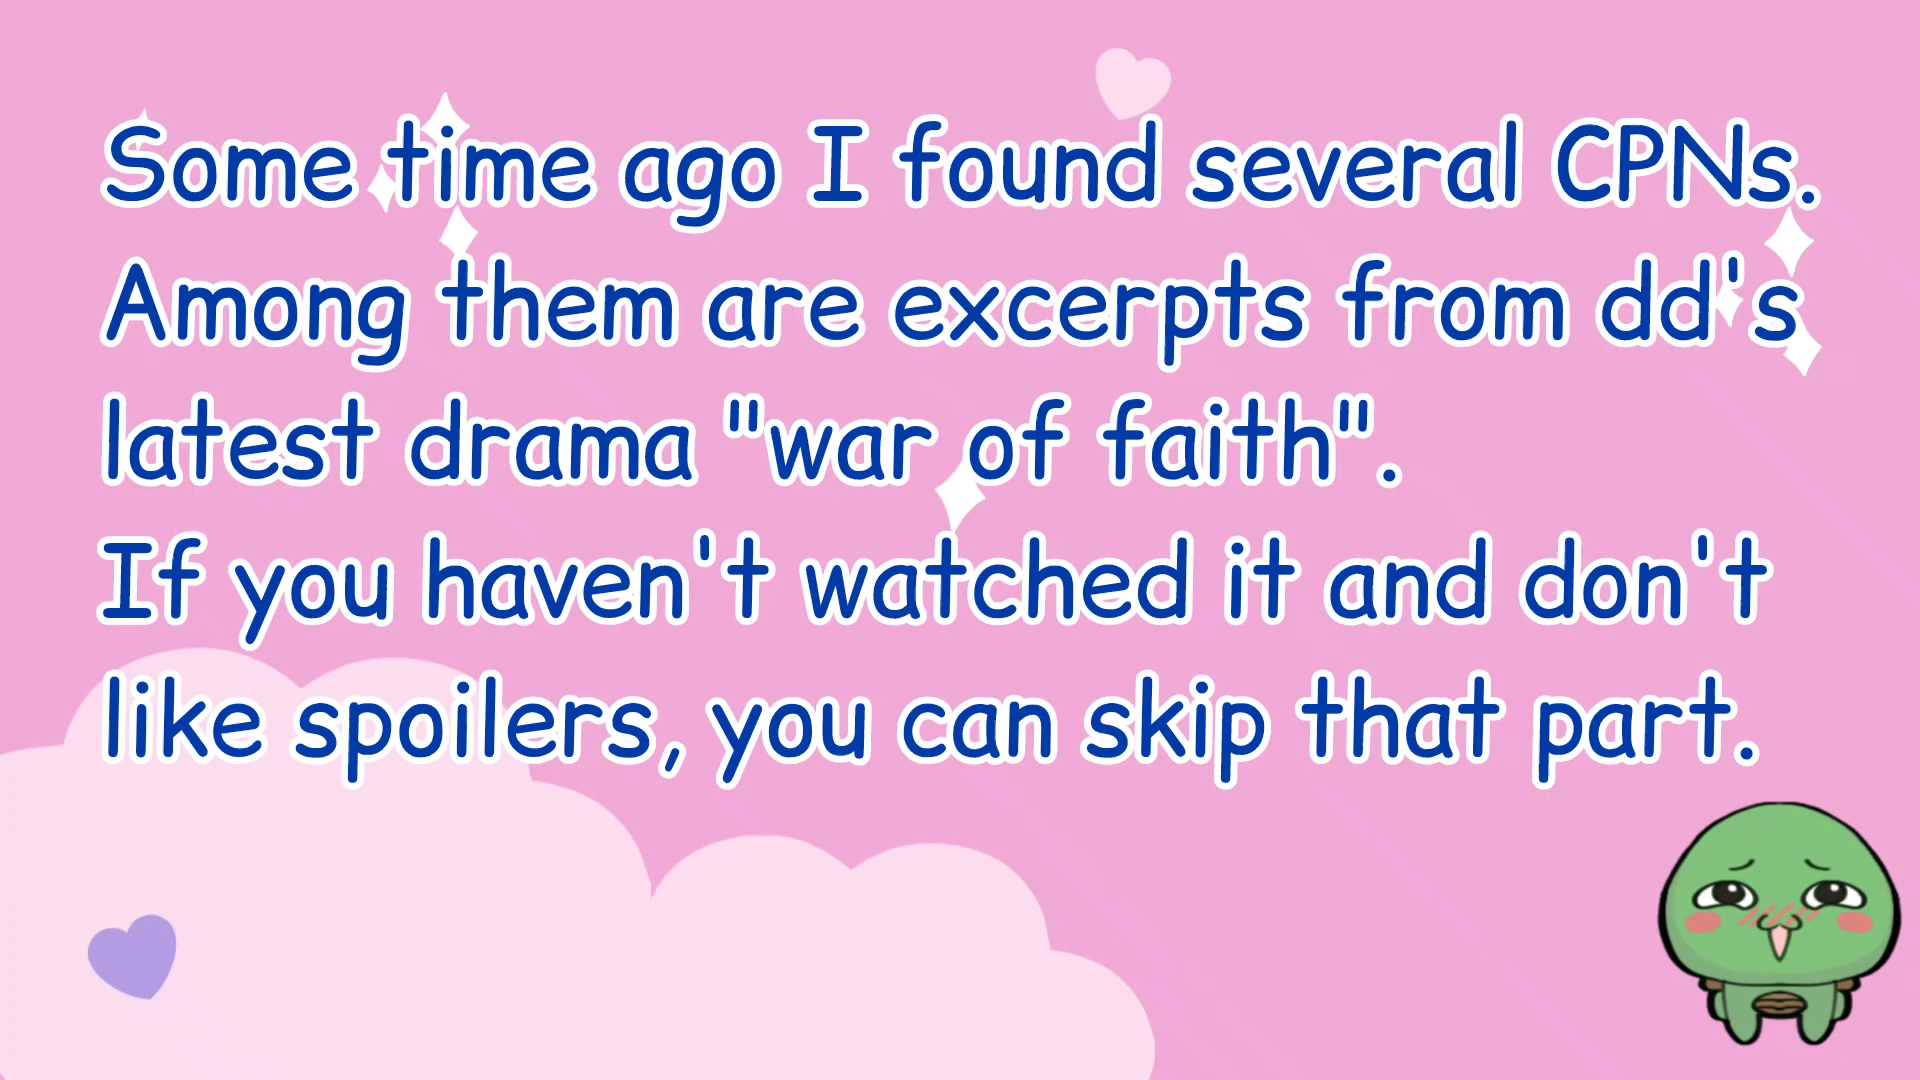 Some time ago I found several CPNs.
Among them are excerpts from dd's
latest drama "war of faith".
If you haven't watched it and don't
like spoilers, you can skip that part.